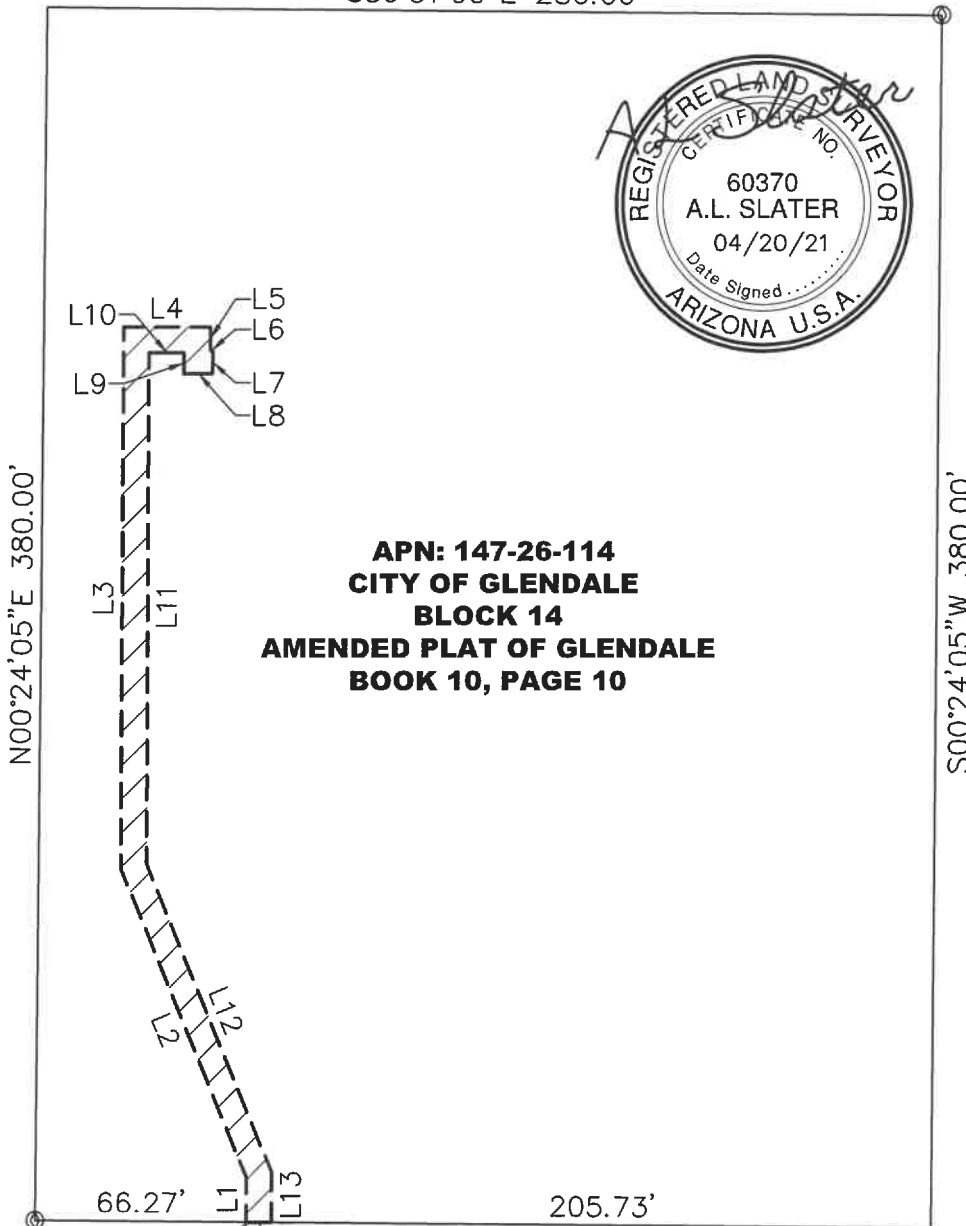 REGISTERED LAND SURVEYOR
CERTIFICATE NO.
60370
A.L. SLATER
04/20/21
Date Signed.........
ARIZONA U.S.A.
A L Slater
L10
L4
L5
L6
L9
L7
L8
N00°24'05"E 380.00'
S00°24'05"W 380.00'
L3
L11
APN: 147-26-114
CITY OF GLENDALE
BLOCK 14
AMENDED PLAT OF GLENDALE
BOOK 10, PAGE 10
L2
L12
66.27'
L1
L13
205.73'